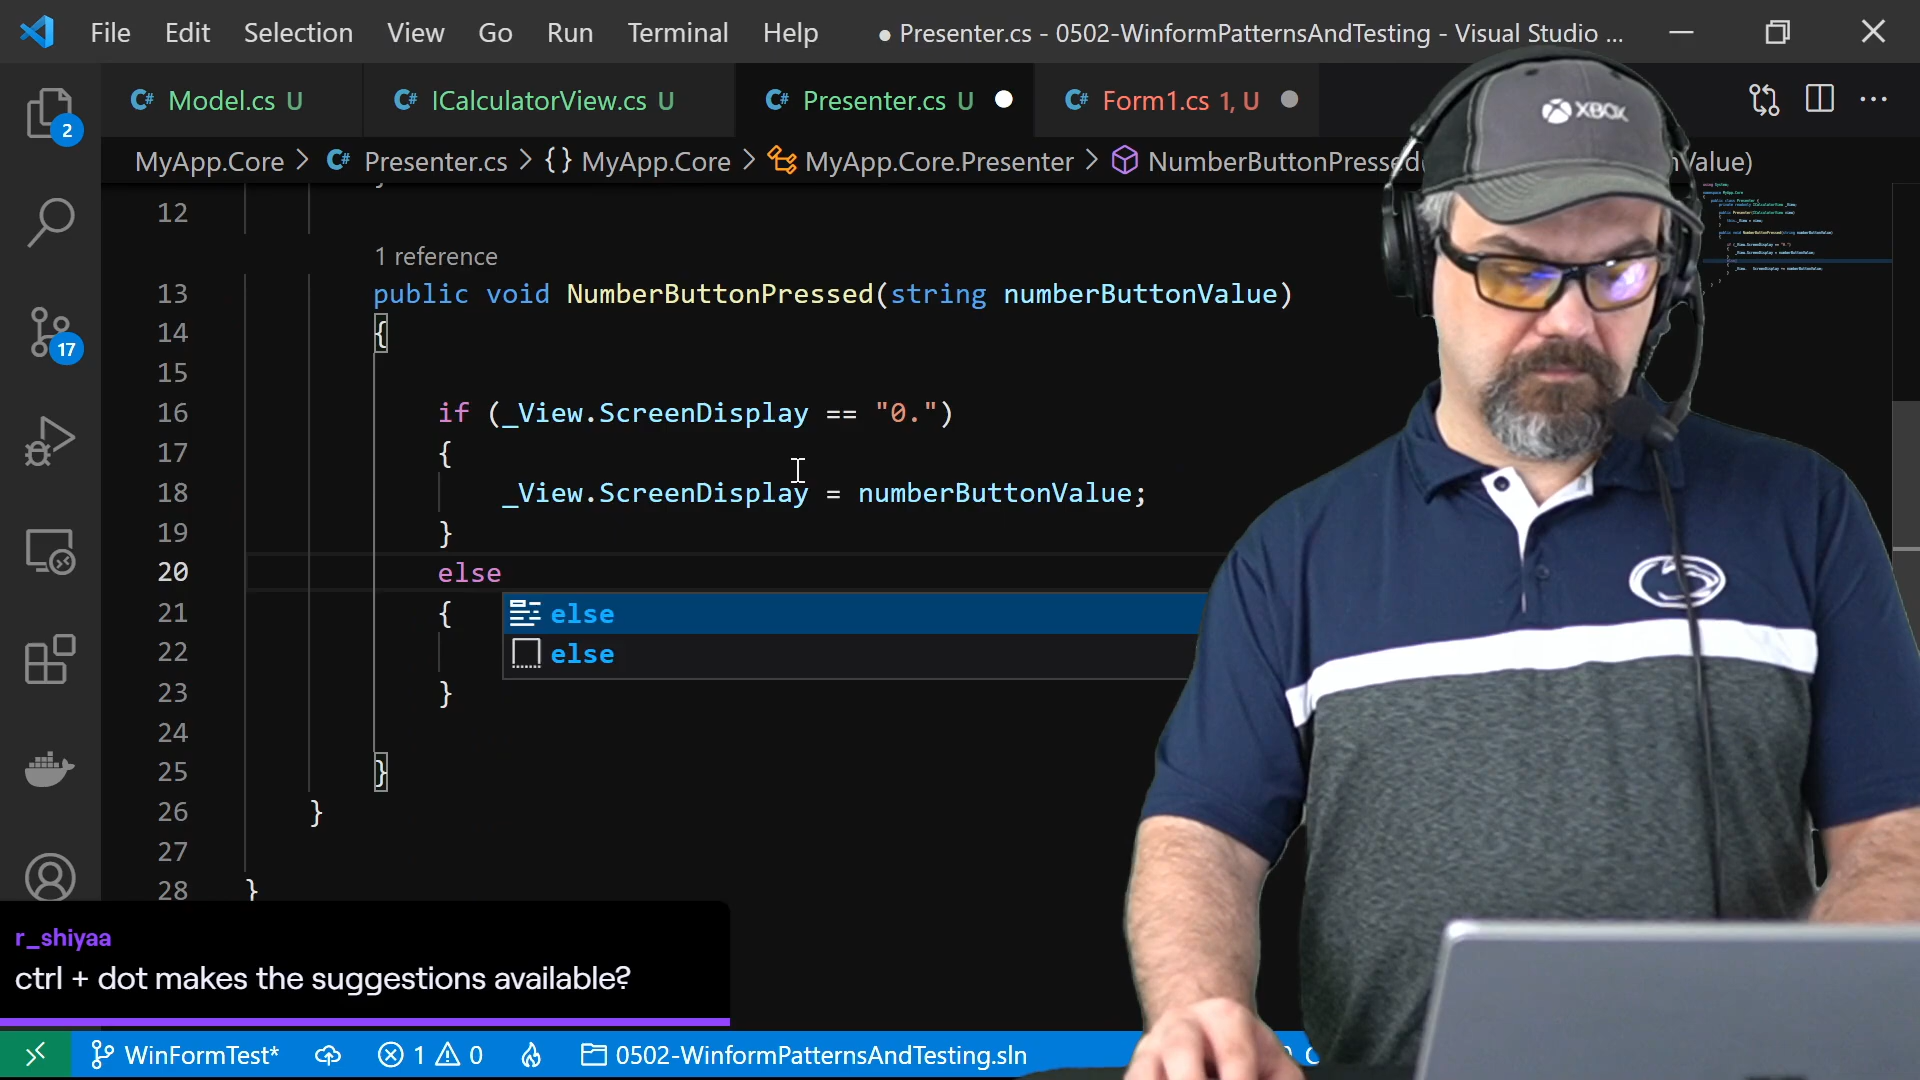 File Edit Selection View Go Run Terminal Help ● Presenter.cs - 0502-WinformPatternsAndTesting - Visual Studio ...
C# Model.cs U C# ICalculatorView.cs U C# Presenter.cs U C# Form1.cs 1, U
MyApp.Core > C# Presenter.cs > {} MyApp.Core > MyApp.Core.Presenter > NumberButtonPressed Value)
XBOX
2
17
12
1 reference
13 public void NumberButtonPressed(string numberButtonValue)
14 {
15
16 if (_View.ScreenDisplay == "0.")
17 {
18 _View.ScreenDisplay = numberButtonValue;
19 }
20 else
21 { else
22 else
23 }
24
25 }
26 }
27
28 }
r_shiyaa
ctrl + dot makes the suggestions available?
WinFormTest* 1 0 0502-WinformPatternsAndTesting.sln